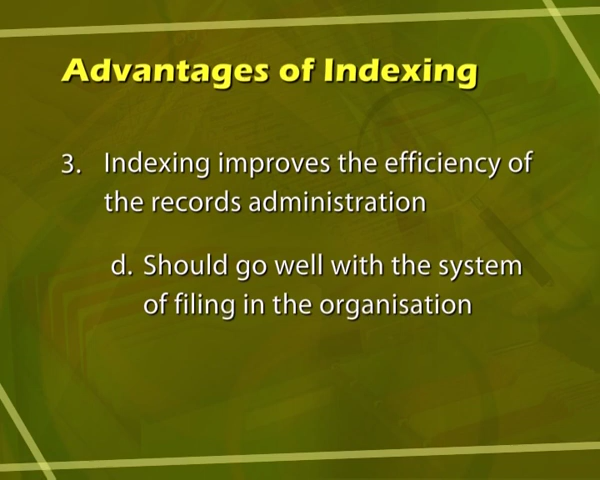 Advantages of Indexing
3. Indexing improves the efficiency of
the records administration
d. Should go well with the system
of filing in the organisation